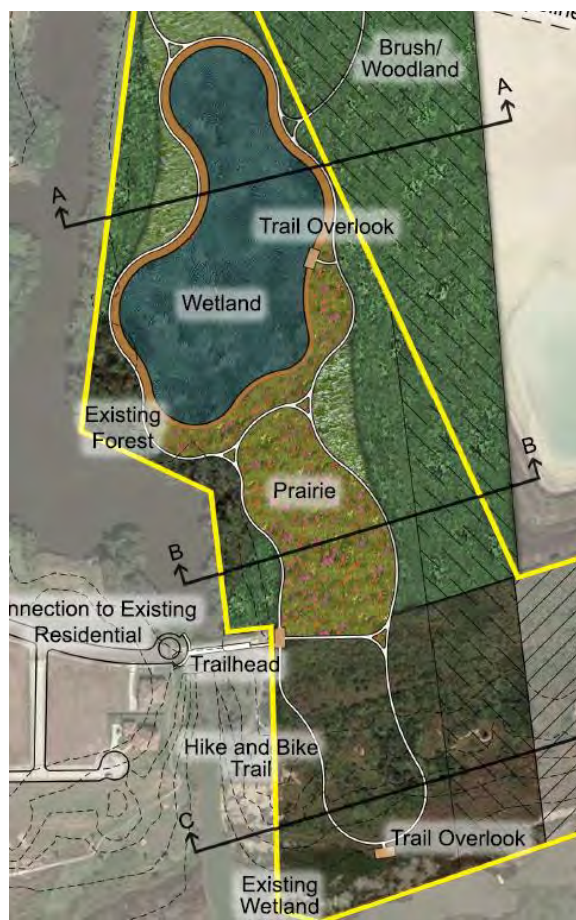 Brush/
Woodland
A
A
Trail Overlook
Wetland
Existing
Forest
B
Prairie
B
nnection to Existing
Residential
Trailhead
Hike and Bike
Trail
C
Trail Overlook
Existing
Wetland